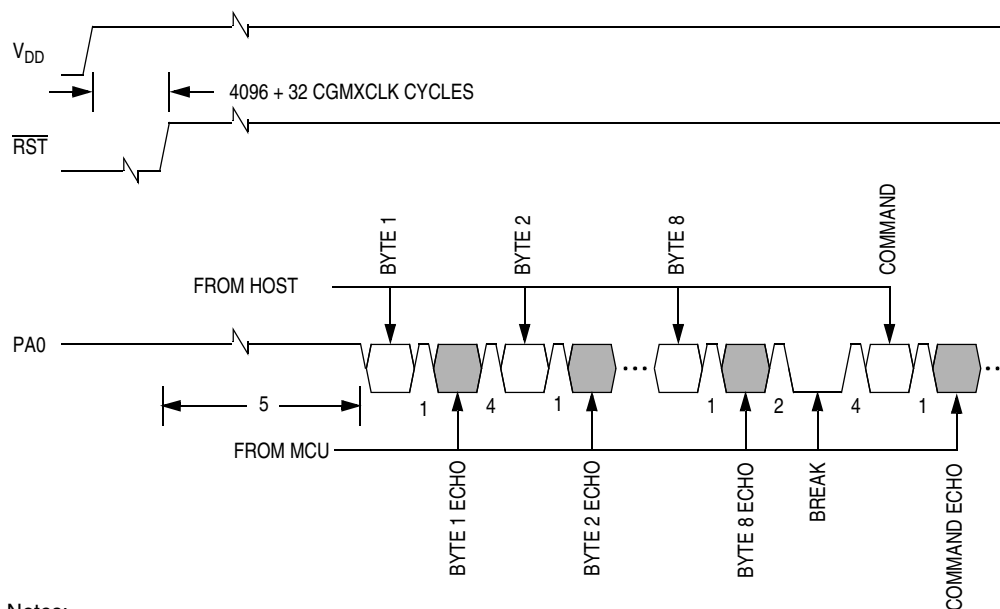 VDD
4096 + 32 CGMXCLK CYCLES
RST
BYTE 1
BYTE 2
BYTE 8
COMMAND
FROM HOST
PA0
5
1
4
1
1
2
4
1
FROM MCU
BYTE 1 ECHO
BYTE 2 ECHO
BYTE 8 ECHO
BREAK
COMMAND ECHO
Notes: